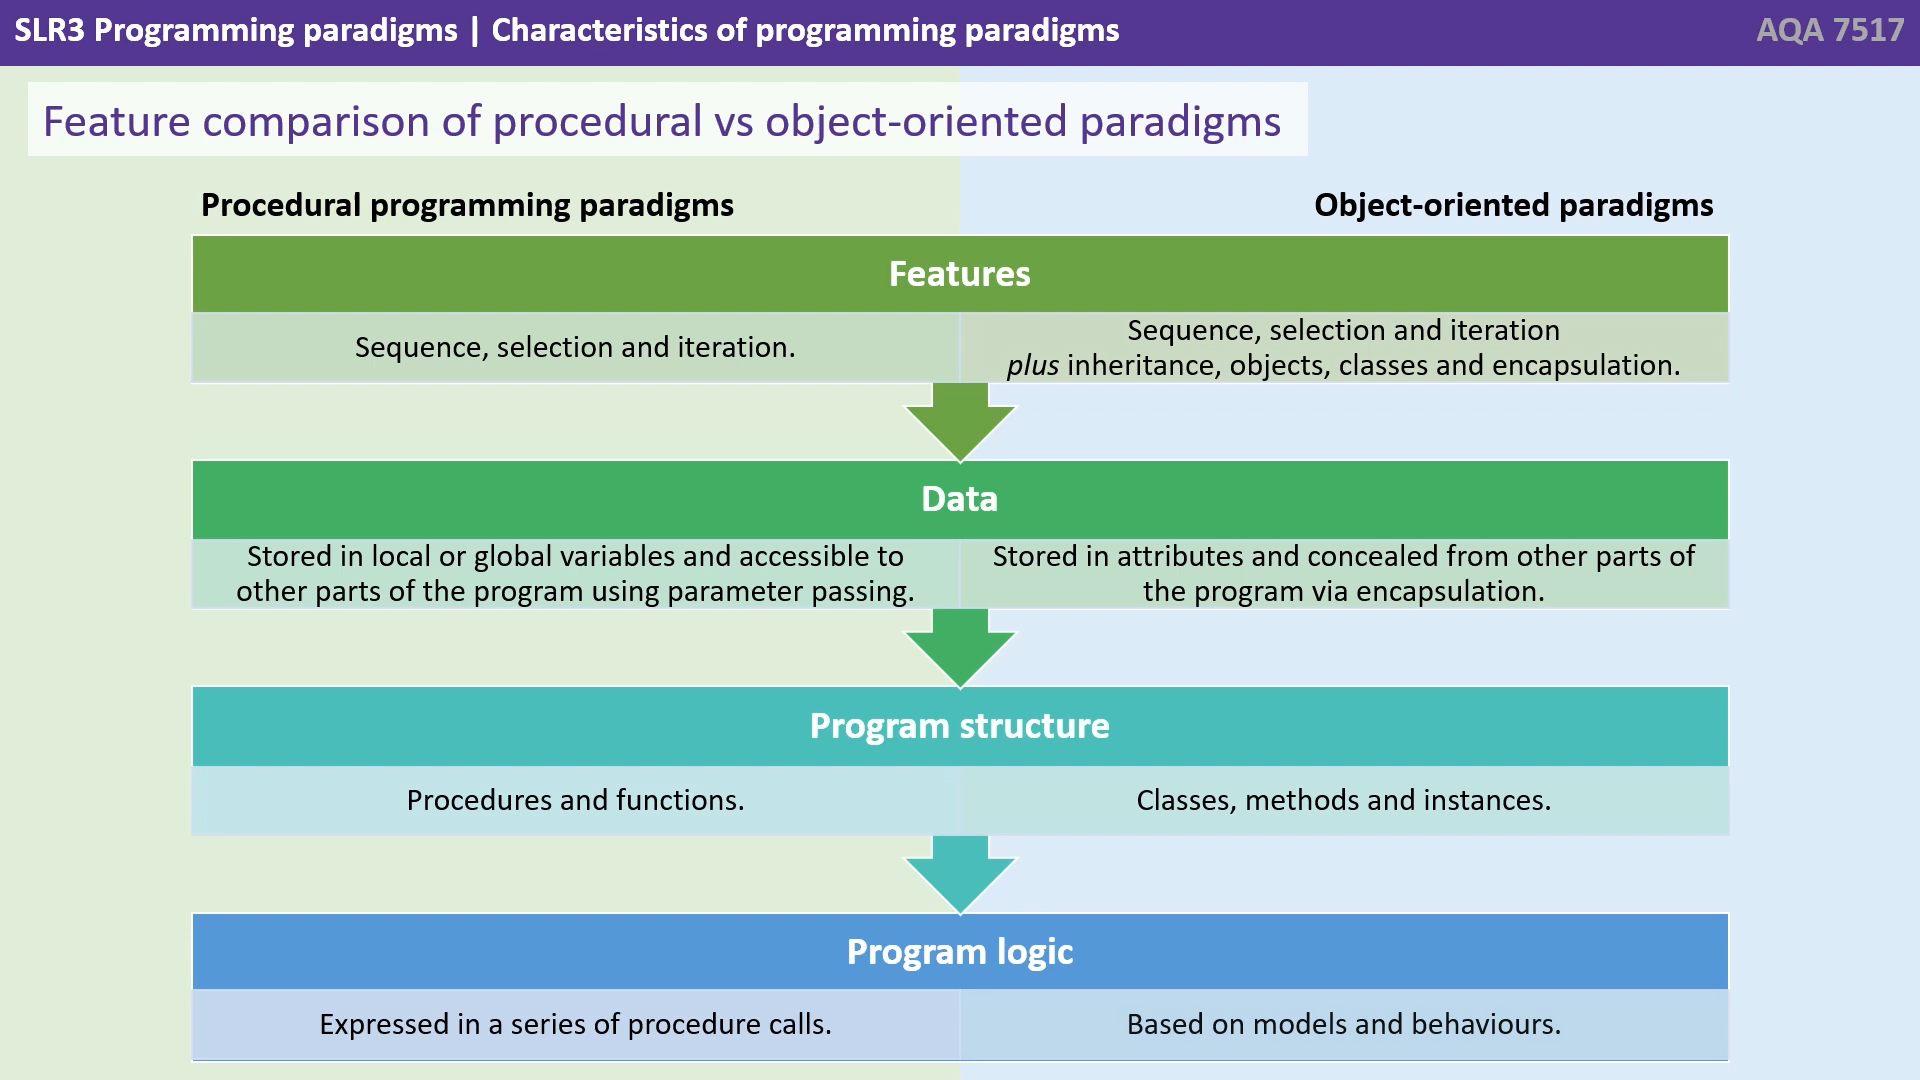 SLR3 Programming paradigms | Characteristics of programming paradigms
AQA 7517
Feature comparison of procedural vs object-oriented paradigms
Procedural programming paradigms
Object-oriented paradigms
Features
Sequence, selection and iteration.
Sequence, selection and iteration
plus inheritance, objects, classes and encapsulation.
Data
Stored in local or global variables and accessible to
other parts of the program using parameter passing.
Stored in attributes and concealed from other parts of
the program via encapsulation.
Program structure
Procedures and functions.
Classes, methods and instances.
Program logic
Expressed in a series of procedure calls.
Based on models and behaviours.